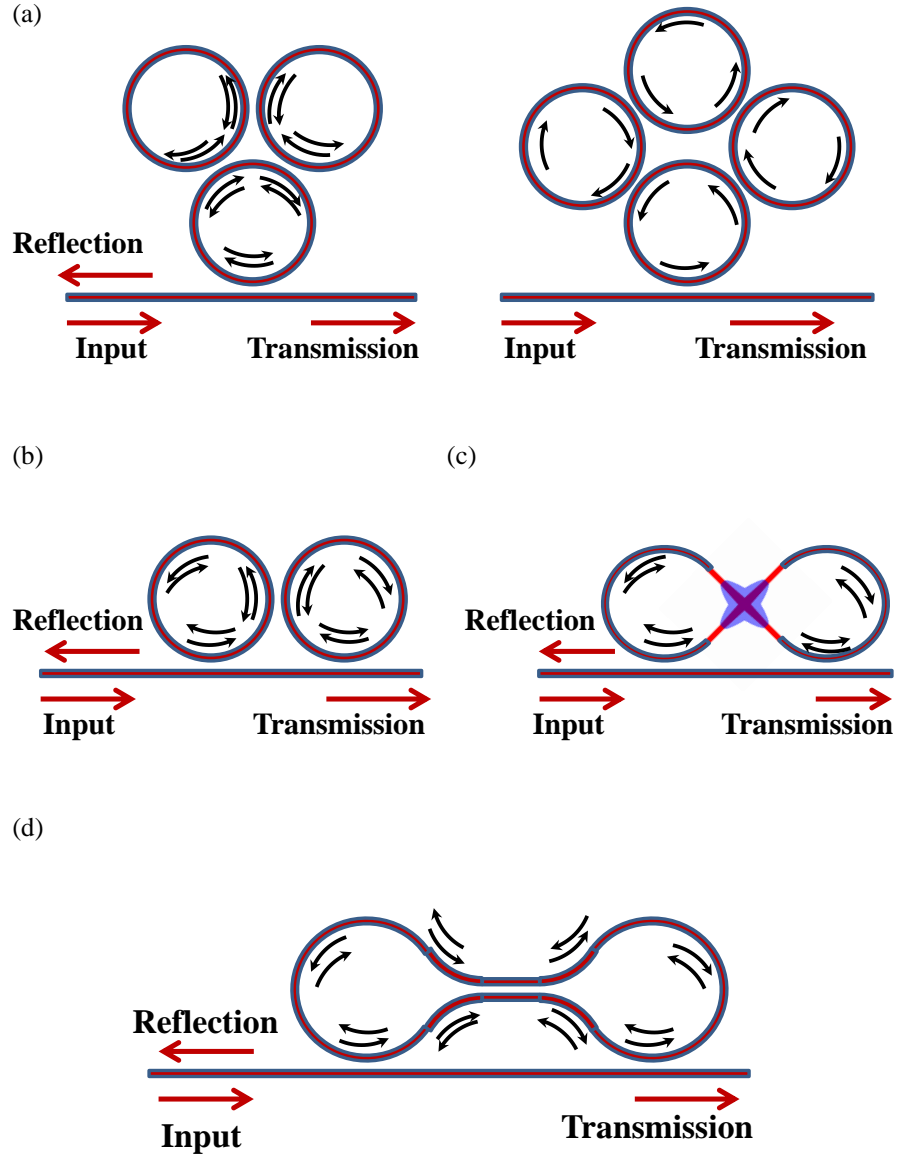 (a)
Reflection
Input
Transmission
Input
Transmission
(b)
(c)
Reflection
Input
Transmission
Reflection
Input
Transmission
(d)
Reflection
Input
Transmission